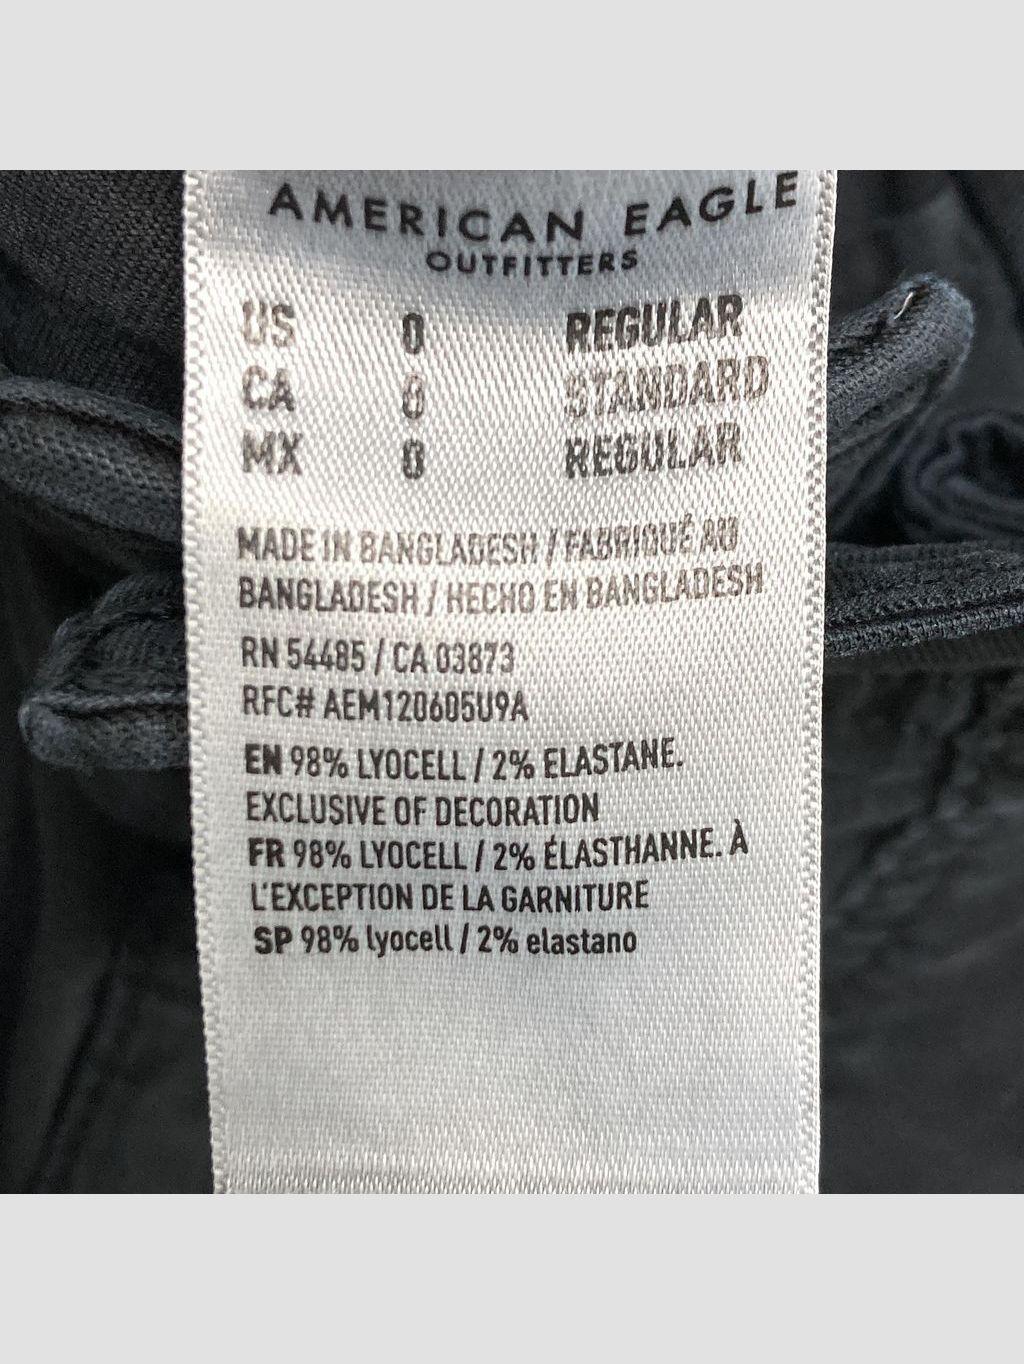 AMERICAN EAGLE
OUTFITTERS
US 0 REGULAR
CA 0 STANDARD
MX 0 REGULAR
MADE IN BANGLADESH / FABRIQUÉ AU
BANGLADESH / HECHO EN BANGLADESH
RN 54485 / CA 03873
RFC# AEM120605U9A
EN 98% LYOCELL / 2% ELASTANE.
EXCLUSIVE OF DECORATION
FR 98% LYOCELL / 2% ÉLASTHANNE. À
L'EXCEPTION DE LA GARNITURE
SP 98% lyocell / 2% elastano